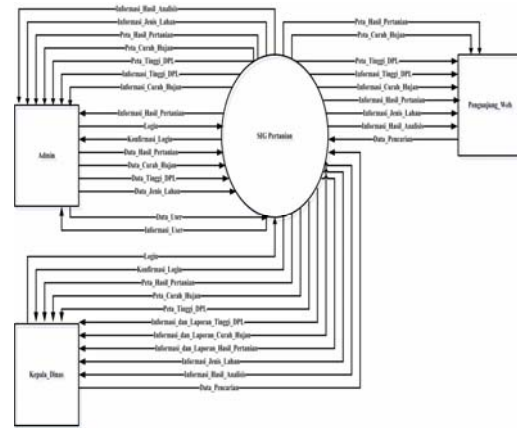 Informasi_Hasil_Analisis
Informasi_Jenis_Lahan
Peta_Hasil_Pertanian
Peta_Curah_Hujan
Peta_Tinggi_DPL
Informasi_Tinggi_DPL
Informasi_Curah_Hujan
Informasi_Hasil_Pertanian
Login
Konfirmasi_Login
Data_Hasil_Pertanian
Data_Curah_Hujan
Data_Tinggi_DPL
Data_Jenis_Lahan
Data_User
Informasi_User
Admin
SIG Pertanian
Peta_Hasil_Pertanian
Peta_Curah_Hujan
Peta_Tinggi_DPL
Informasi_Tinggi_DPL
Informasi_Curah_Hujan
Informasi_Hasil_Pertanian
Informasi_Jenis_Lahan
Informasi_Hasil_Analisis
Data_Pencarian
Pengunjung_Web
Login
Konfirmasi_Login
Peta_Hasil_Pertanian
Peta_Curah_Hujan
Peta_Tinggi_DPL
Informasi_dan_Laporan_Tinggi_DPL
Informasi_dan_Laporan_Curah_Hujan
Informasi_dan_Laporan_Hasil_Pertanian
Informasi_Jenis_Lahan
Informasi_Hasil_Analisis
Data_Pencarian
Kepala_Dinas